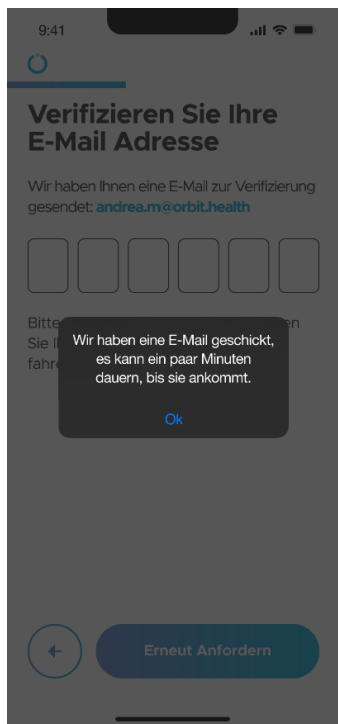 9:41
Verifizieren Sie Ihre
E-Mail Adresse
Wir haben Ihnen eine E-Mail zur Verifizierung
gesendet: andrea.m@orbit.health
Bitte
Sie
Wir haben eine E-Mail geschickt,
es kann ein paar Minuten
dauern, bis sie ankommt.
Ok
Erneut Anfordern